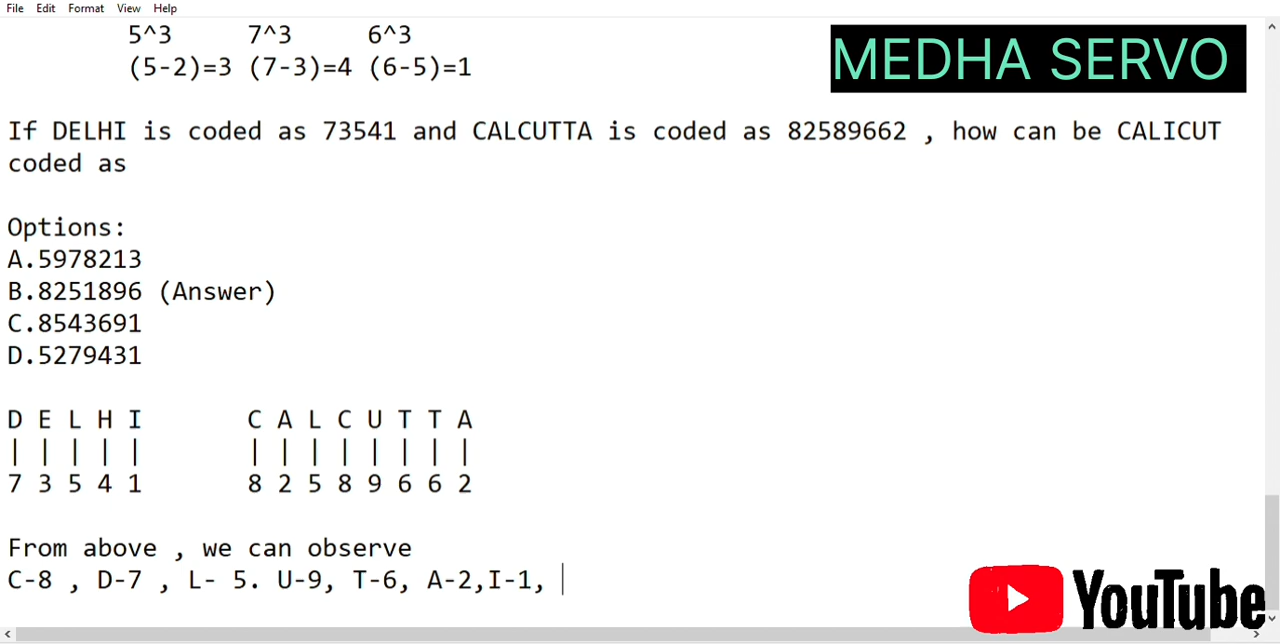 File Edit Format View Help
5^3 7^3 6^3
(5-2)=3 (7-3)=4 (6-5)=1
MEDHA SERVO
If DELHI is coded as 73541 and CALCUTTA is coded as 82589662 , how can be CALICUT
coded as
Options:
A.5978213
B.8251896 (Answer)
C.8543691
D.5279431
D E L H I C A L C U T T A
| | | | | | | | | | | | |
7 3 5 4 1 8 2 5 8 9 6 6 2
From above , we can observe
C-8 , D-7 , L- 5. U-9, T-6, A-2,I-1,
YouTube